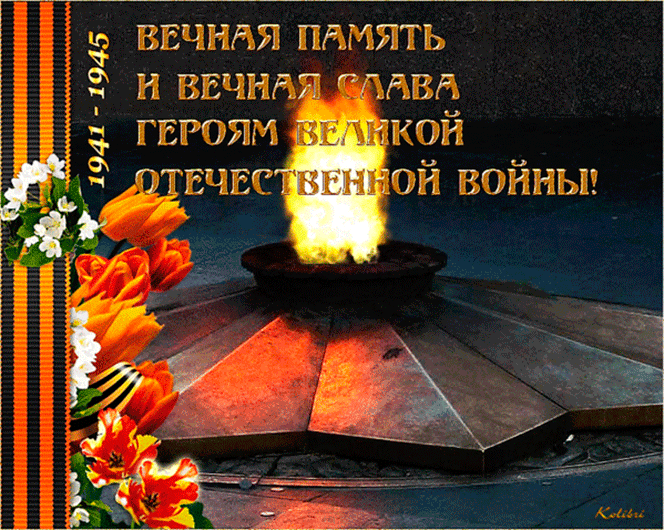 ВЕЧНАЯ ПАМЯТЬ
И ВЕЧНАЯ СЛАВА
ГЕРОЯМ ВЕЛИКОЙ
ОТЕЧЕСТВЕННОЙ ВОЙНЫ!
1941 - 1945
Kolibri